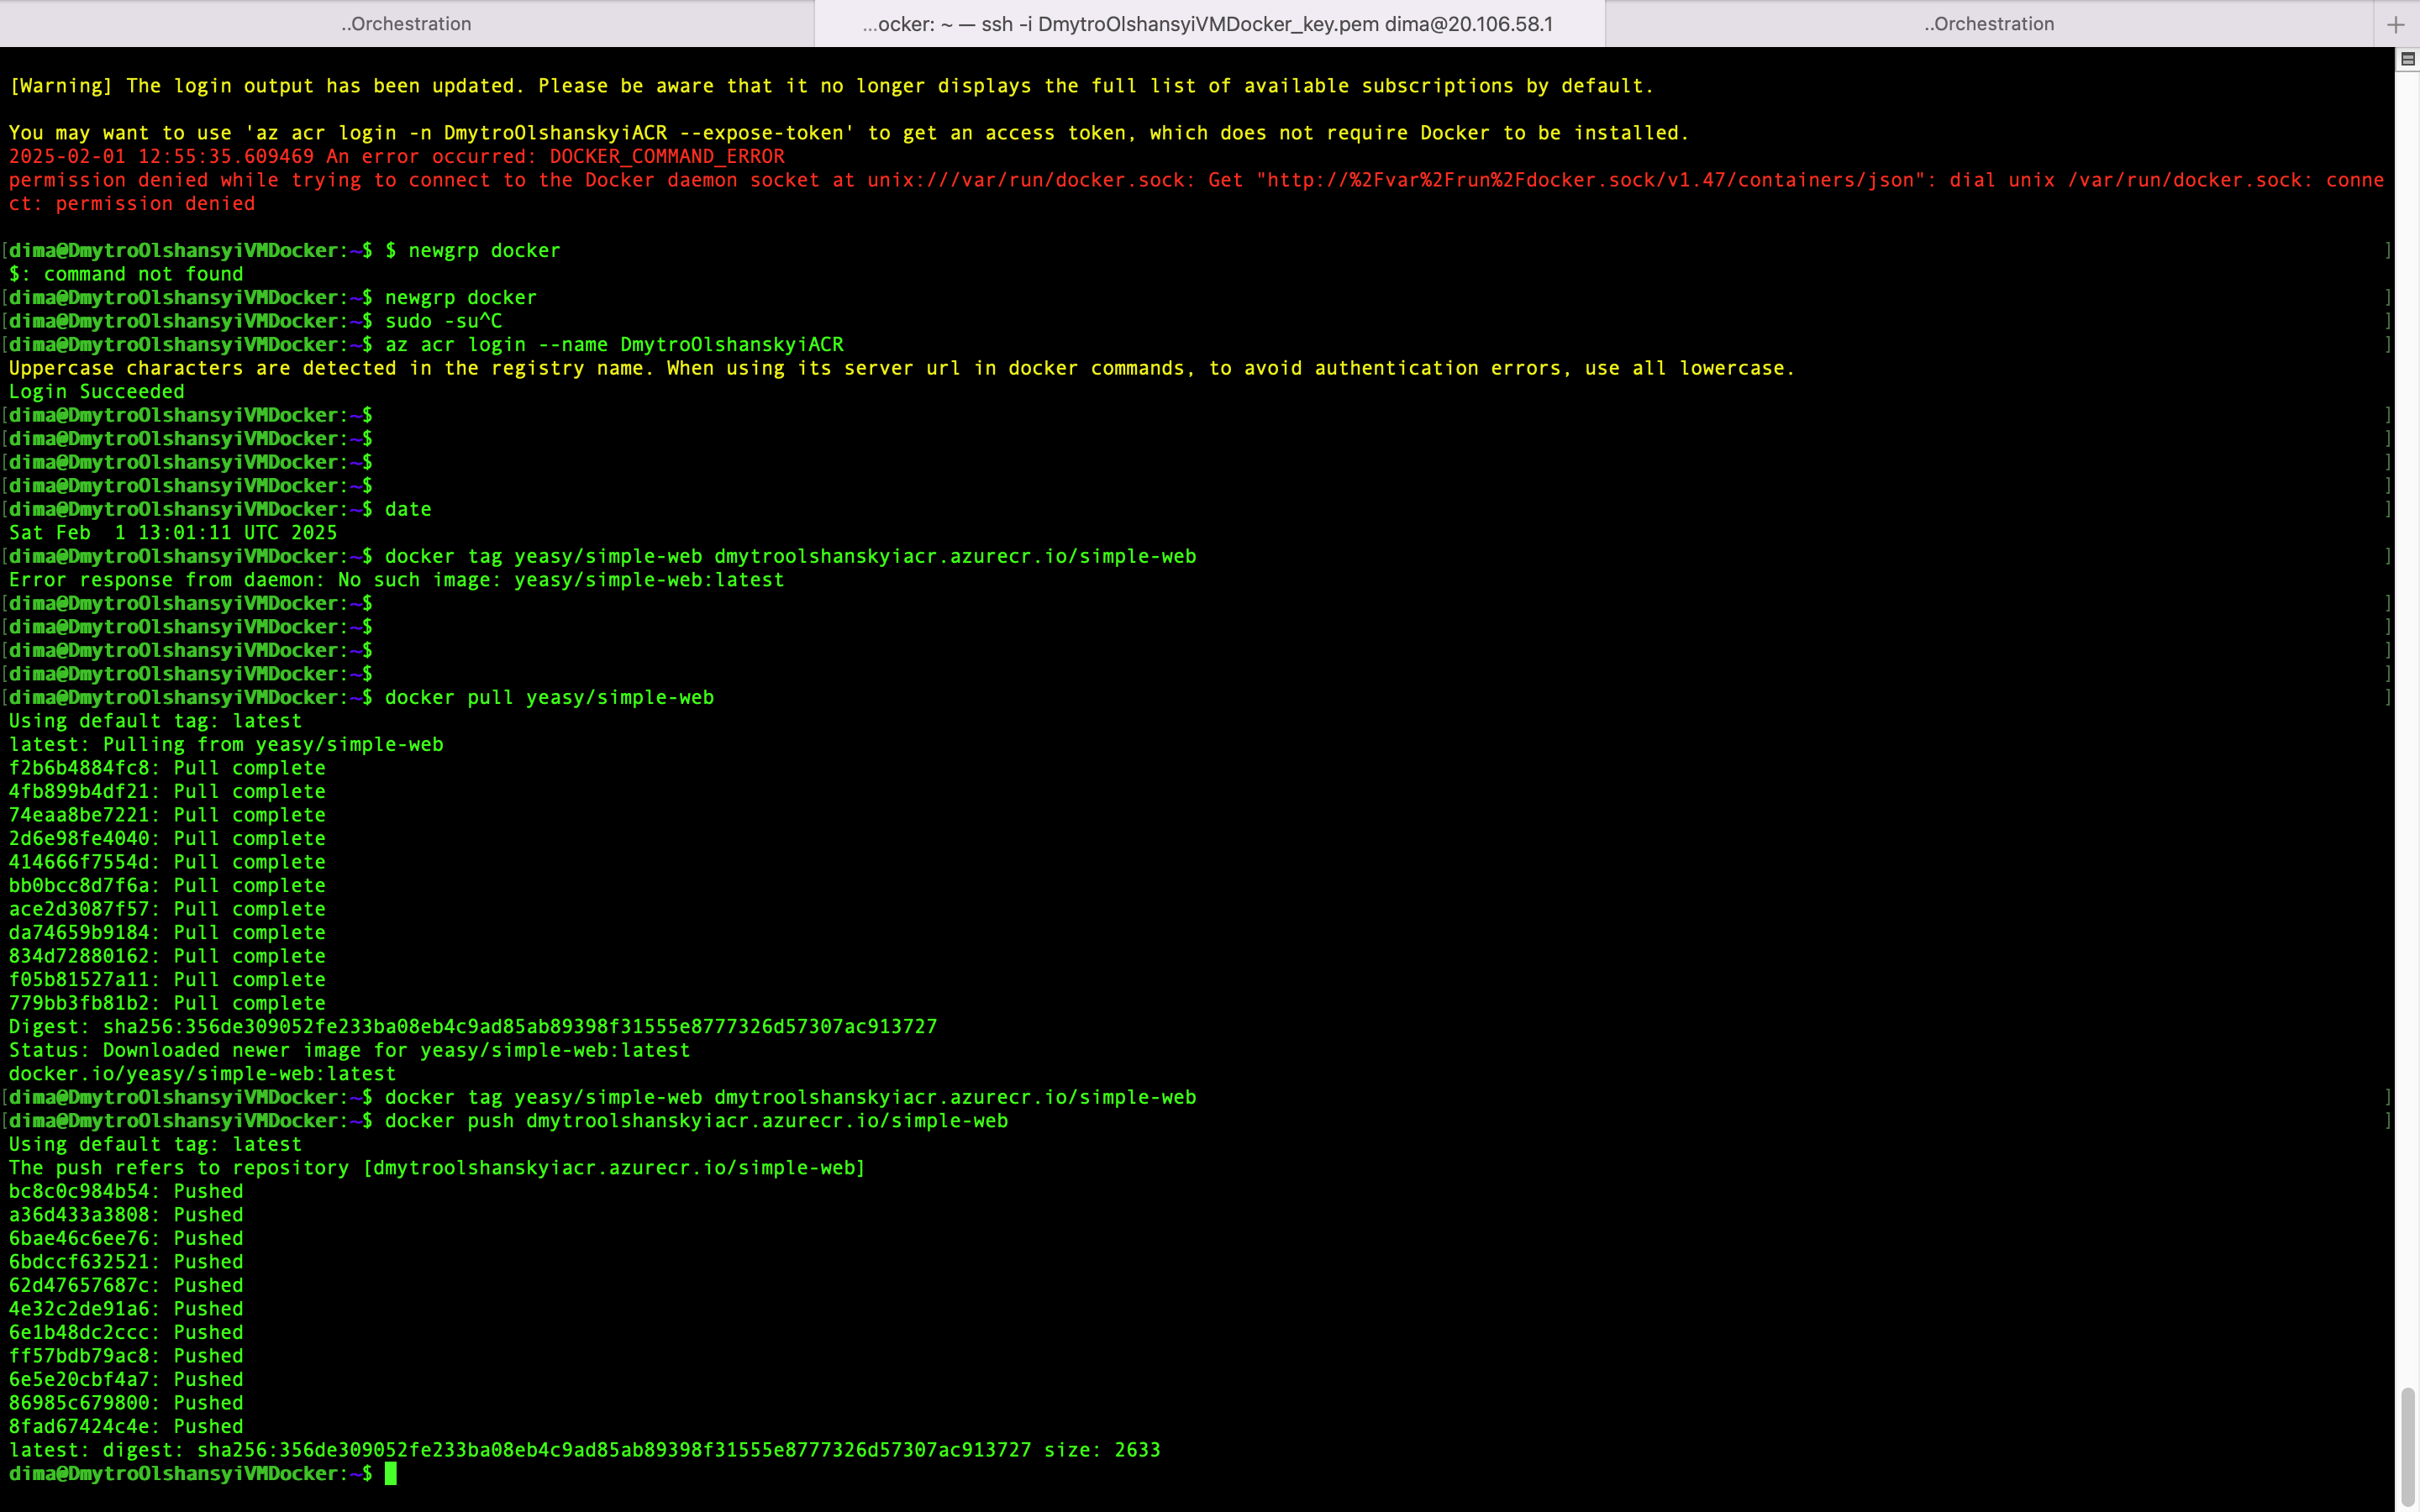 ..Orchestration
...ocker: ~ — ssh -i DmytroOlshansyiVMDocker_key.pem dima@20.106.58.1
..Orchestration
[Warning] The login output has been updated. Please be aware that it no longer displays the full list of available subscriptions by default.
You may want to use 'az acr login -n DmytroOlshanskyiACR --expose-token' to get an access token, which does not require Docker to be installed.
2025-02-01 12:55:35.609469 An error occurred: DOCKER_COMMAND_ERROR
permission denied while trying to connect to the Docker daemon socket at unix:///var/run/docker.sock: Get "http://%2Fvar%2Frun%2Fdocker.sock/v1.47/containers/json": dial unix /var/run/docker.sock: conne
ct: permission denied
[dima@DmytroOlshansyiVMDocker:~$ $ newgrp docker ]
$: command not found
[dima@DmytroOlshansyiVMDocker:~$ newgrp docker ]
[dima@DmytroOlshansyiVMDocker:~$ sudo -su^C ]
[dima@DmytroOlshansyiVMDocker:~$ az acr login --name DmytroOlshanskyiACR ]
Uppercase characters are detected in the registry name. When using its server url in docker commands, to avoid authentication errors, use all lowercase.
Login Succeeded
[dima@DmytroOlshansyiVMDocker:~$ ]
[dima@DmytroOlshansyiVMDocker:~$ ]
[dima@DmytroOlshansyiVMDocker:~$ ]
[dima@DmytroOlshansyiVMDocker:~$ ]
[dima@DmytroOlshansyiVMDocker:~$ date ]
Sat Feb  1 13:01:11 UTC 2025
[dima@DmytroOlshansyiVMDocker:~$ docker tag yeasy/simple-web dmytroolshanskyiacr.azurecr.io/simple-web ]
Error response from daemon: No such image: yeasy/simple-web:latest
[dima@DmytroOlshansyiVMDocker:~$ ]
[dima@DmytroOlshansyiVMDocker:~$ ]
[dima@DmytroOlshansyiVMDocker:~$ ]
[dima@DmytroOlshansyiVMDocker:~$ ]
[dima@DmytroOlshansyiVMDocker:~$ docker pull yeasy/simple-web ]
Using default tag: latest
latest: Pulling from yeasy/simple-web
f2b6b4884fc8: Pull complete
4fb899b4df21: Pull complete
74eaa8be7221: Pull complete
2d6e98fe4040: Pull complete
414666f7554d: Pull complete
bb0bcc8d7f6a: Pull complete
ace2d3087f57: Pull complete
da74659b9184: Pull complete
834d72880162: Pull complete
f05b81527a11: Pull complete
779bb3fb81b2: Pull complete
Digest: sha256:356de309052fe233ba08eb4c9ad85ab89398f31555e8777326d57307ac913727
Status: Downloaded newer image for yeasy/simple-web:latest
docker.io/yeasy/simple-web:latest
[dima@DmytroOlshansyiVMDocker:~$ docker tag yeasy/simple-web dmytroolshanskyiacr.azurecr.io/simple-web ]
[dima@DmytroOlshansyiVMDocker:~$ docker push dmytroolshanskyiacr.azurecr.io/simple-web ]
Using default tag: latest
The push refers to repository [dmytroolshanskyiacr.azurecr.io/simple-web]
bc8c0c984b54: Pushed
a36d433a3808: Pushed
6bae46c6ee76: Pushed
6bdccf632521: Pushed
62d47657687c: Pushed
4e32c2de91a6: Pushed
6e1b48dc2ccc: Pushed
ff57bdb79ac8: Pushed
6e5e20cbf4a7: Pushed
86985c679800: Pushed
8fad67424c4e: Pushed
latest: digest: sha256:356de309052fe233ba08eb4c9ad85ab89398f31555e8777326d57307ac913727 size: 2633
dima@DmytroOlshansyiVMDocker:~$